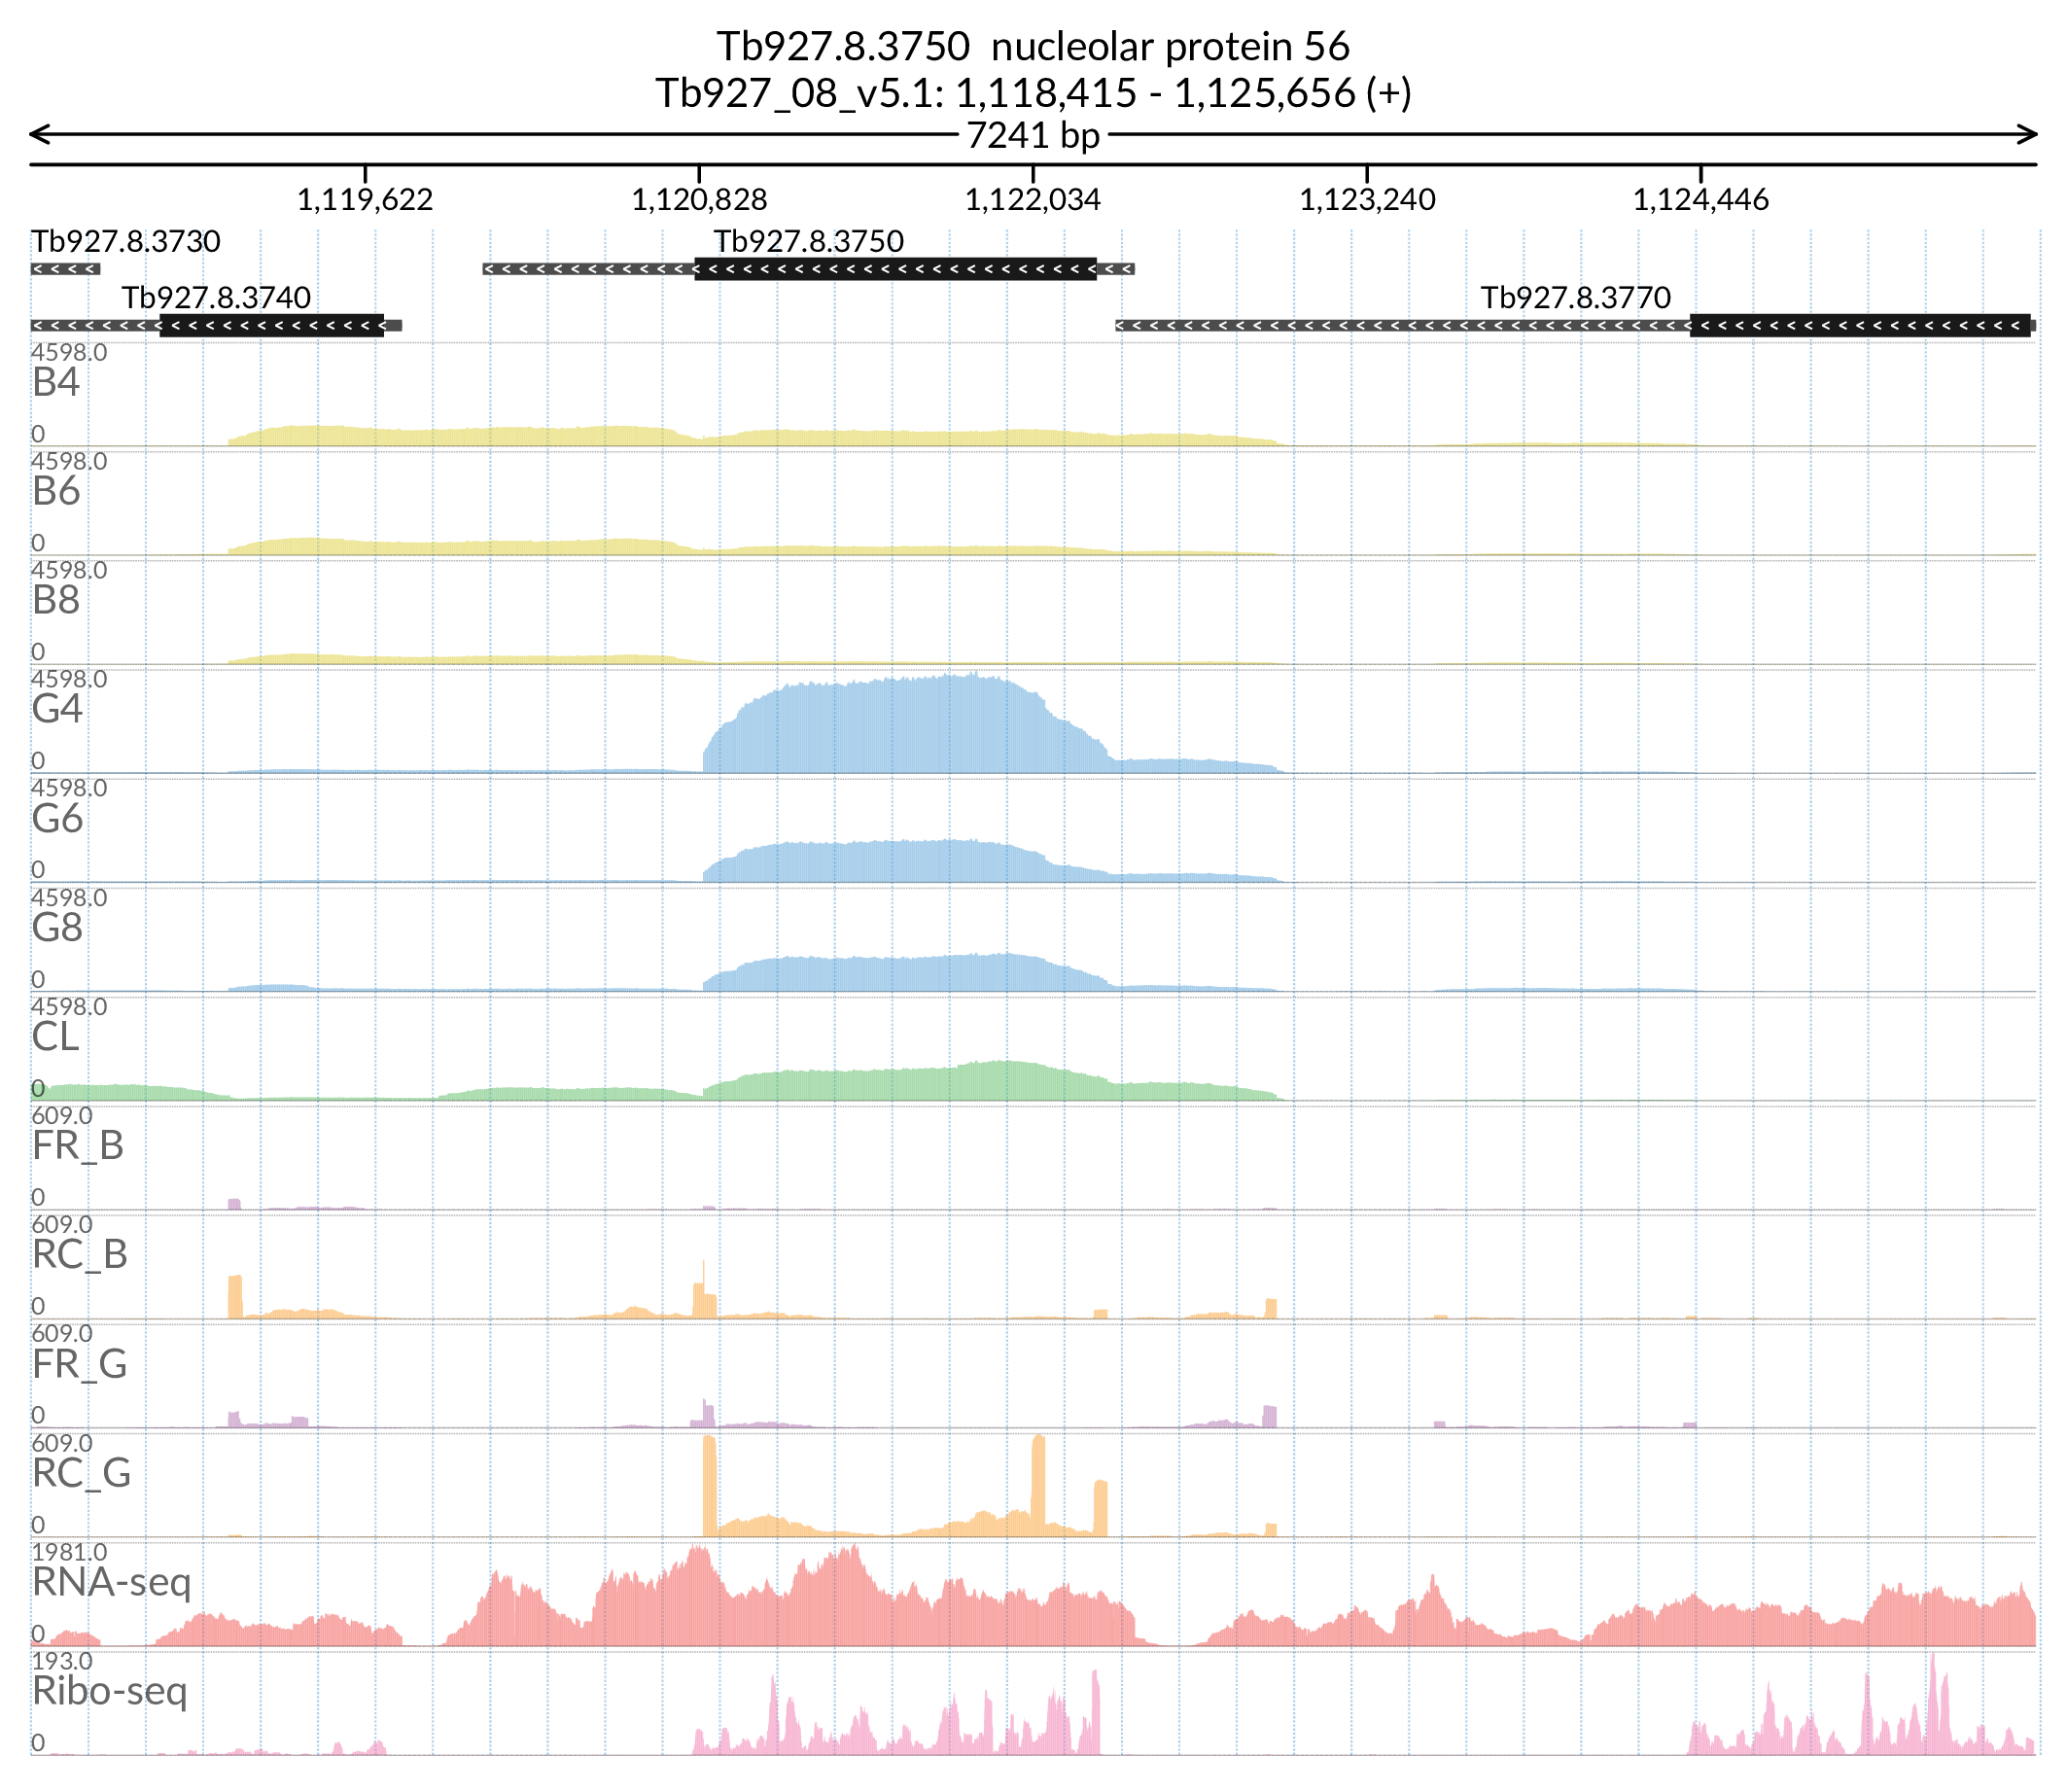 Tb927.8.3750 nucleolar protein 56
Tb927_08_v5.1: 1,118,415 - 1,125,656 (+)
7241 bp
1,119,622 1,120,828 1,122,034 1,123,240 1,124,446
Tb927.8.3730 Tb927.8.3750
Tb927.8.3740 Tb927.8.3770
4598.0
B4
0
4598.0
B6
0
4598.0
B8
0
4598.0
G4
0
4598.0
G6
0
4598.0
G8
0
4598.0
CL
0
609.0
FR_B
0
609.0
RC_B
0
609.0
FR_G
0
609.0
RC_G
0
1981.0
RNA-seq
0
193.0
Ribo-seq
0